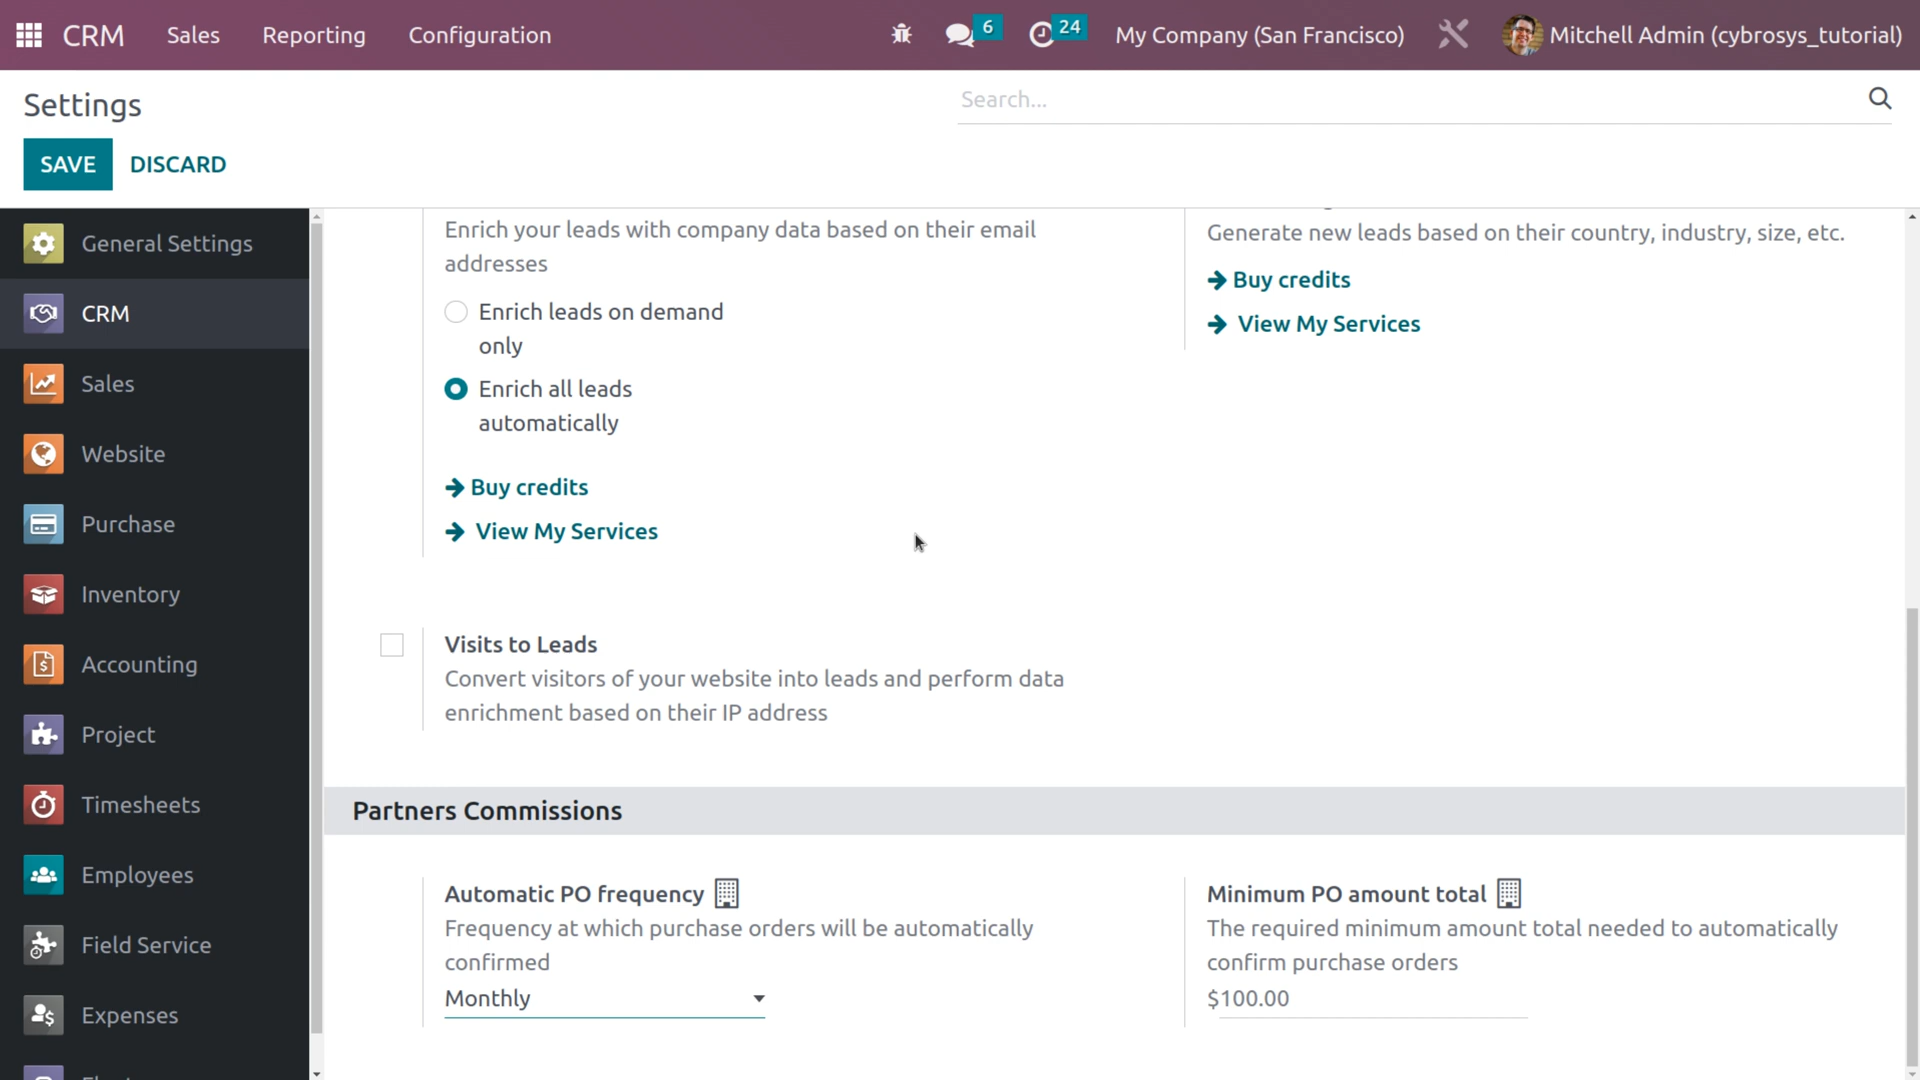 CRM Sales Reporting Configuration 6 24 My Company (San Francisco) Mitchell Admin (cybrosys_tutorial)
Settings
Search...
SAVE DISCARD
General Settings
CRM
Sales
Website
Purchase
Inventory
Accounting
Project
Timesheets
Employees
Field Service
Expenses
Enrich your leads with company data based on their email
addresses
Enrich leads on demand
only
Enrich all leads
automatically
Buy credits
View My Services
Generate new leads based on their country, industry, size, etc.
Buy credits
View My Services
Visits to Leads
Convert visitors of your website into leads and perform data
enrichment based on their IP address
Partners Commissions
Automatic PO frequency
Frequency at which purchase orders will be automatically
confirmed
Monthly
Minimum PO amount total
The required minimum amount total needed to automatically
confirm purchase orders
$100.00